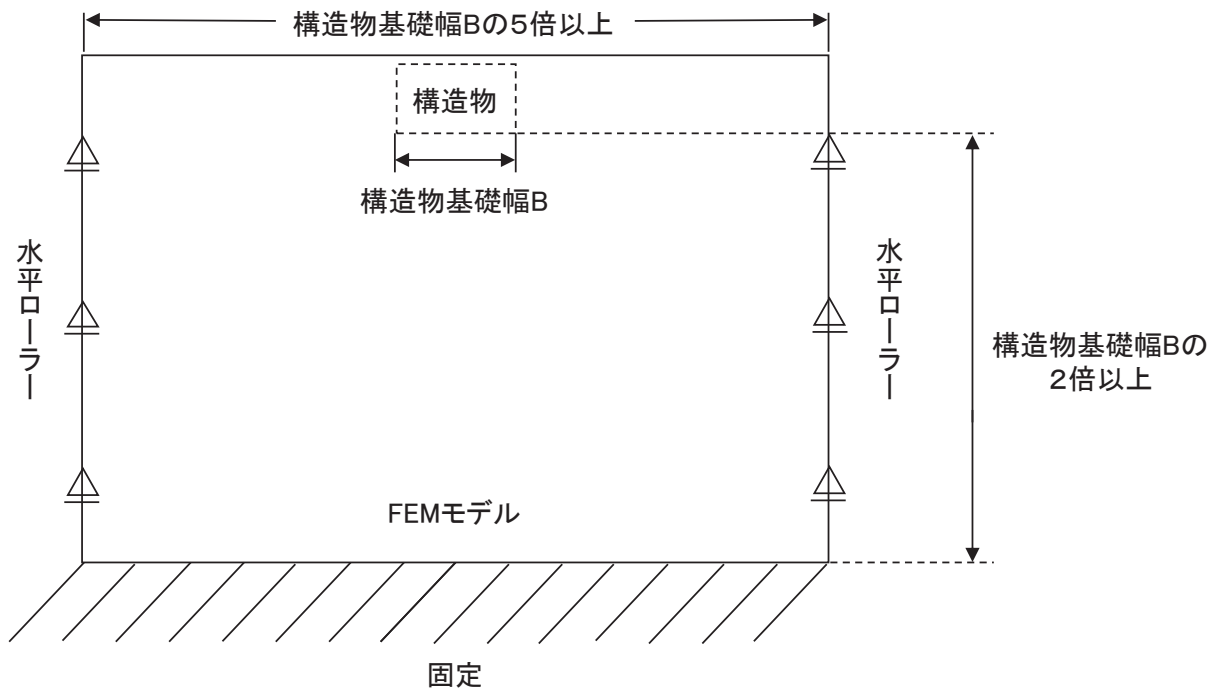 構造物基礎幅Bの5倍以上
構造物
構造物基礎幅B
水平ローラー
水平ローラー
構造物基礎幅Bの
2倍以上
FEMモデル
固定